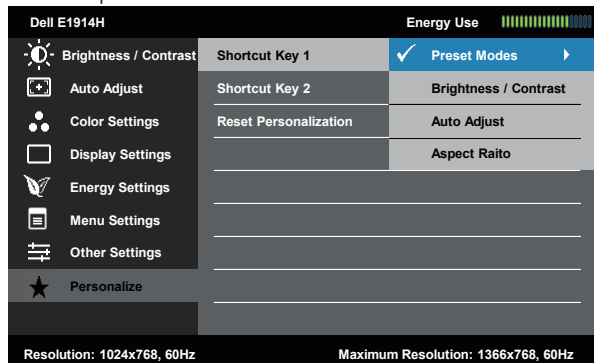 Dell E1914H Energy Use
Brightness / Contrast Shortcut Key 1 Preset Modes
Auto Adjust Shortcut Key 2 Brightness / Contrast
Color Settings Reset Personalization Auto Adjust
Display Settings Aspect Raito
Energy Settings
Menu Settings
Other Settings
Personalize
Resolution: 1024x768, 60Hz Maximum Resolution: 1366x768, 60Hz